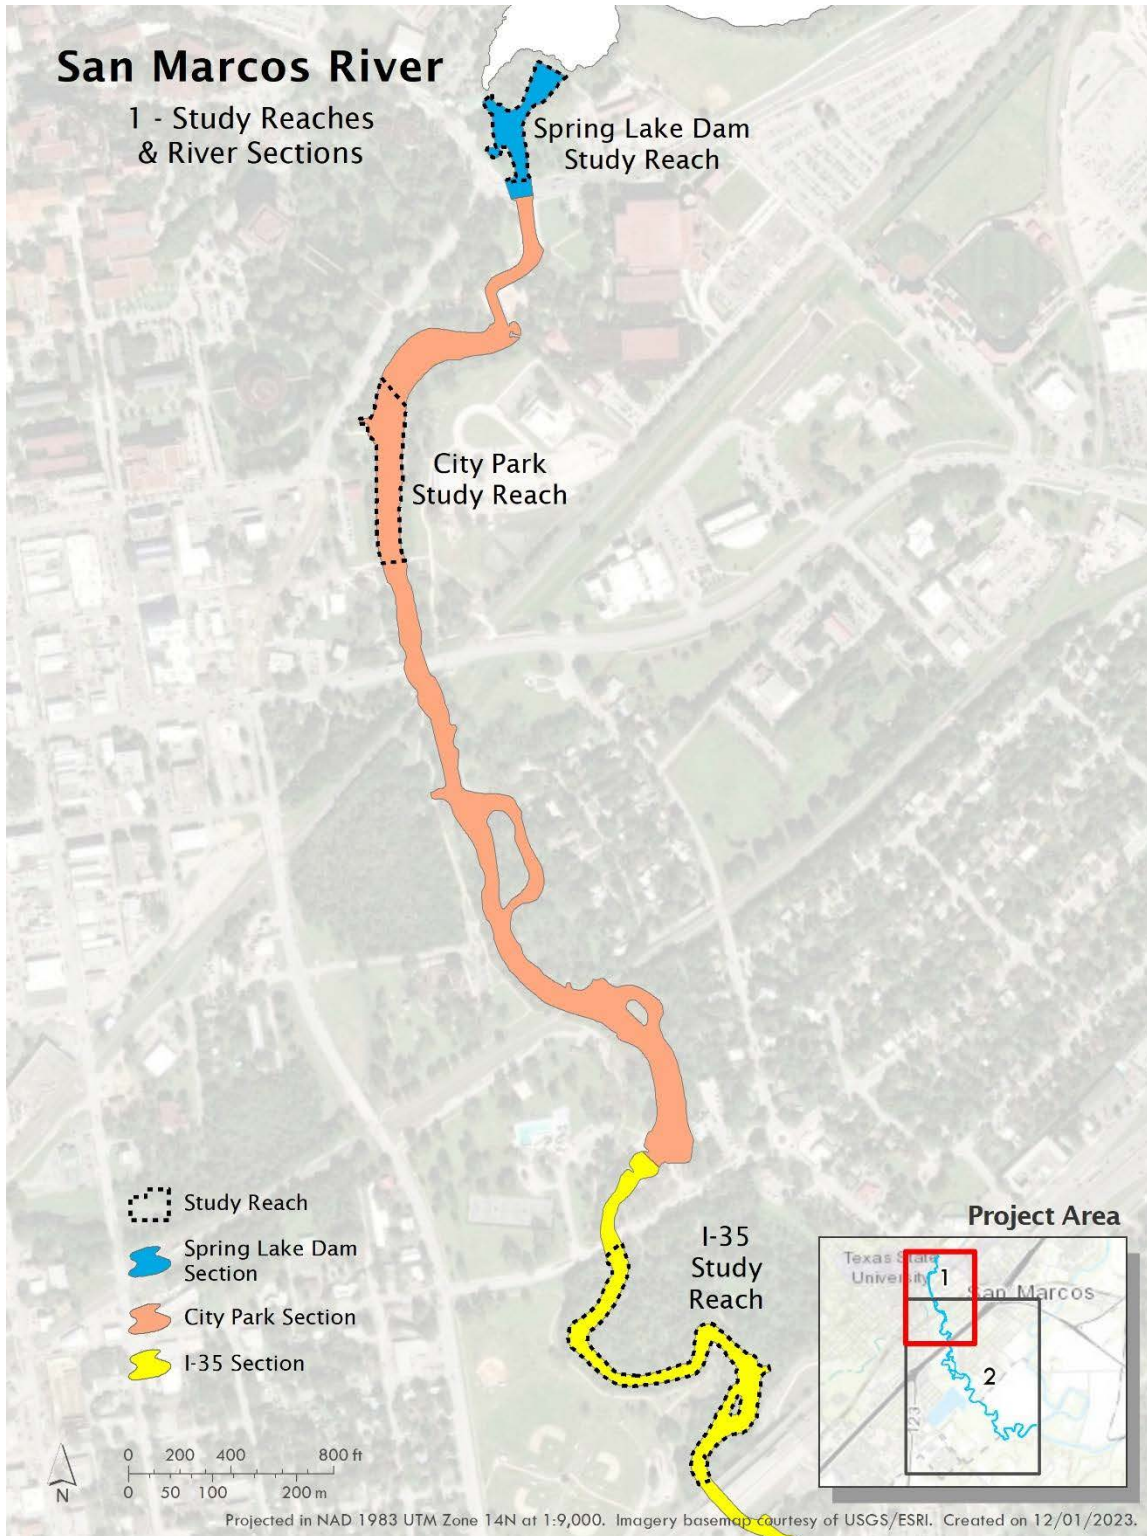 San Marcos River
1 - Study Reaches
& River Sections
Spring Lake Dam
Study Reach
City Park
Study Reach
I-35
Study
Reach
Study Reach
Spring Lake Dam
Section
City Park Section
I-35 Section
0 200 400 800 ft
0 50 100 200 m
N
Project Area
Texas State
University
1
San Marcos
2
123
Projected in NAD 1983 UTM Zone 14N at 1:9,000. Imagery basemap courtesy of USGS/ESRI. Created on 12/01/2023.